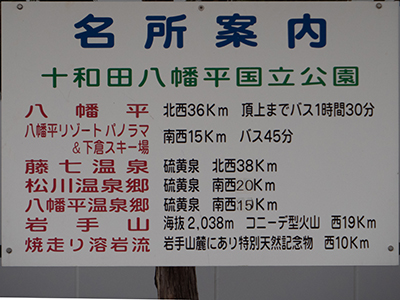 名所案内
十和田八幡平国立公園
八幡平 北西36Km 頂上までバス1時間30分
八幡平リゾート パノラマ
&下倉スキー場 南西15Km バス45分
藤七温泉 硫黄泉 北西38Km
松川温泉郷 硫黄泉 南西20Km
八幡平温泉郷 硫黄泉 南西15Km
岩手山 海抜2,038m コニーデ型火山 西19Km
焼走り溶岩流 岩手山麓にあり特別天然記念物 西10Km